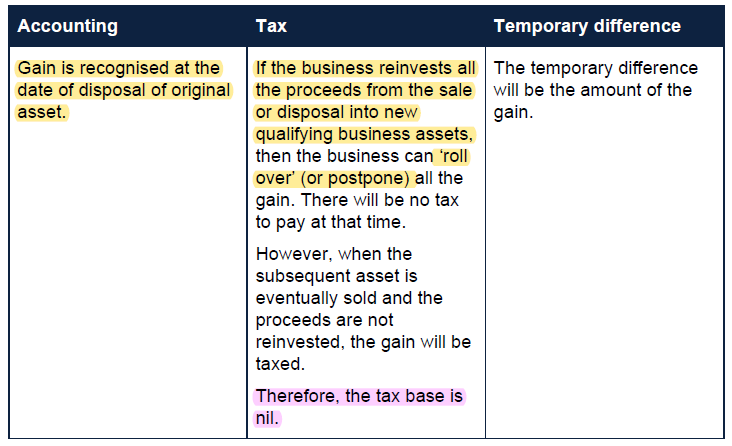 Accounting
Tax
Temporary difference
Gain is recognised at the
date of disposal of original
asset.
If the business reinvests all
the proceeds from the sale
or disposal into new
qualifying business assets,
then the business can ‘roll
over’ (or postpone) all the
gain. There will be no tax
to pay at that time.
However, when the
subsequent asset is
eventually sold and the
proceeds are not
reinvested, the gain will be
taxed.
Therefore, the tax base is
nil.
The temporary difference
will be the amount of the
gain.